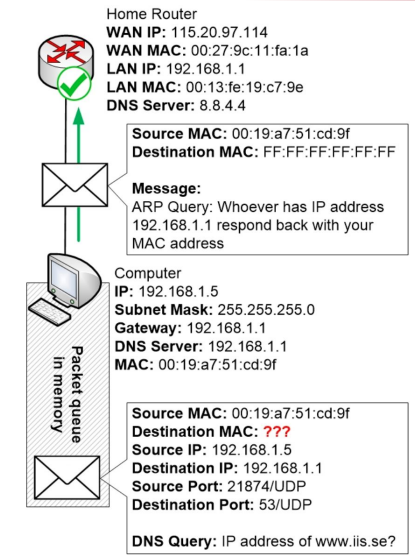 Home Router
WAN IP: 115.20.97.114
WAN MAC: 00:27:9c:11:fa:1a
LAN IP: 192.168.1.1
LAN MAC: 00:13:fe:19:c7:9e
DNS Server: 8.8.4.4
Source MAC: 00:19:a7:51:cd:9f
Destination MAC: FF:FF:FF:FF:FF:FF
Message:
ARP Query: Whoever has IP address
192.168.1.1 respond back with your
MAC address
Computer
IP: 192.168.1.5
Subnet Mask: 255.255.255.0
Gateway: 192.168.1.1
DNS Server: 192.168.1.1
MAC: 00:19:a7:51:cd:9f
Packet queue
in memory
Source MAC: 00:19:a7:51:cd:9f
Destination MAC: ???
Source IP: 192.168.1.5
Destination IP: 192.168.1.1
Source Port: 21874/UDP
Destination Port: 53/UDP
DNS Query: IP address of www.iis.se?